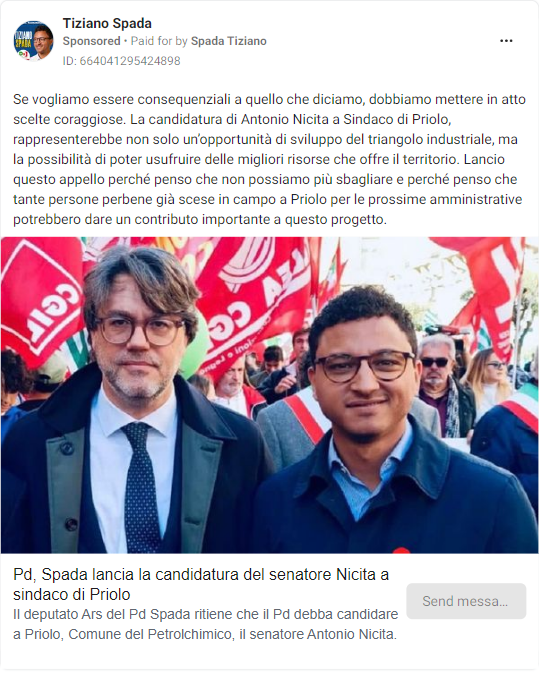 Tiziano Spada
Sponsored • Paid for by Spada Tiziano
ID: 664041295424898
TIZIANO
SPADA
Se vogliamo essere consequenziali a quello che diciamo, dobbiamo mettere in atto
scelte coraggiose. La candidatura di Antonio Nicita a Sindaco di Priolo,
rappresenterebbe non solo un'opportunità di sviluppo del triangolo industriale, ma
la possibilità di poter usufruire delle migliori risorse che offre il territorio. Lancio
questo appello perché penso che non possiamo più sbagliare e perché penso che
tante persone perbene già scese in campo a Priolo per le prossime amministrative
potrebbero dare un contributo importante a questo progetto.
CGIL
CGIL
Pd, Spada lancia la candidatura del senatore Nicita a
sindaco di Priolo
Il deputato Ars del Pd Spada ritiene che il Pd debba candidare
a Priolo, Comune del Petrolchimico, il senatore Antonio Nicita.
Send messa...